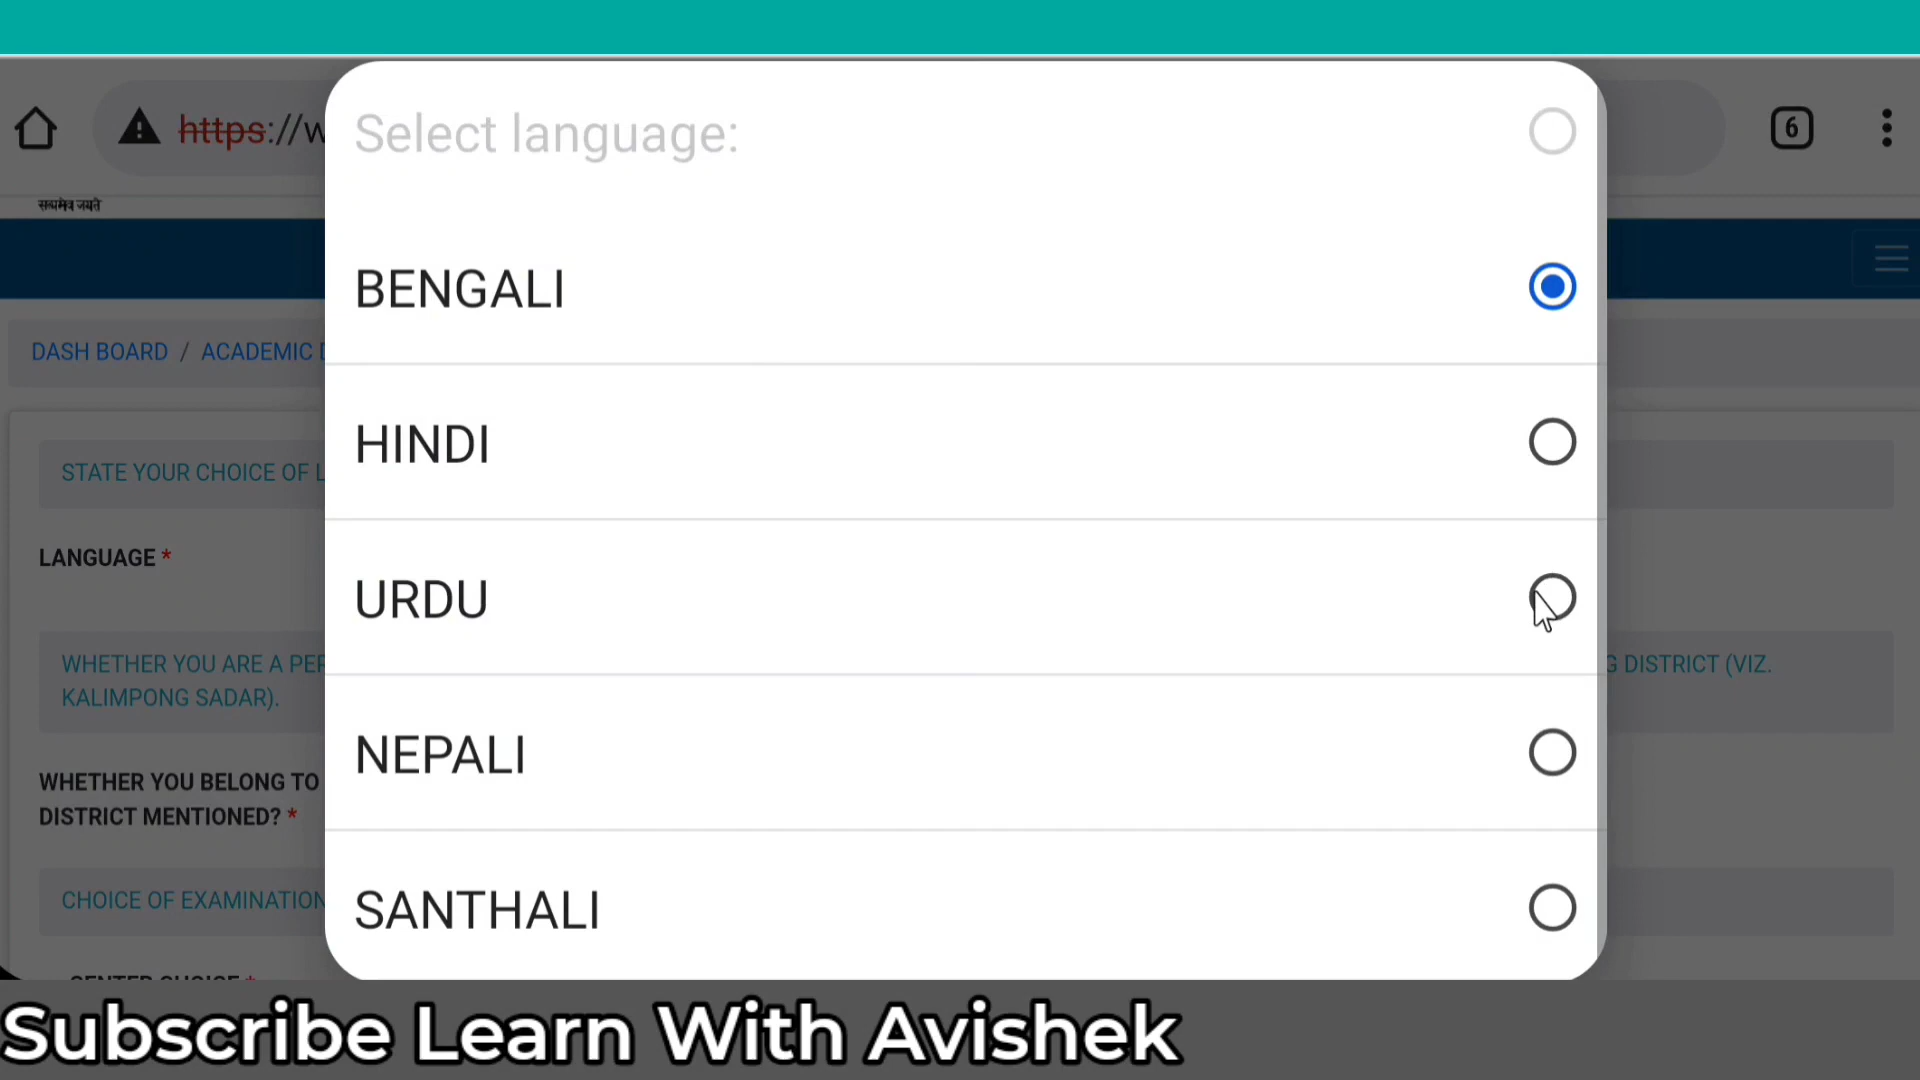 https://w
6
सत्यमेव जयते
Select language:
BENGALI
HINDI
URDU
NEPALI
SANTHALI
DASH BOARD / ACADEMIC
STATE YOUR CHOICE OF
LANGUAGE *
WHETHER YOU ARE A PER
G DISTRICT (VIZ.
KALIMPONG SADAR).
WHETHER YOU BELONG TO
DISTRICT MENTIONED? *
CHOICE OF EXAMINATION
CENTER CHOICE *
Subscribe Learn With Avishek